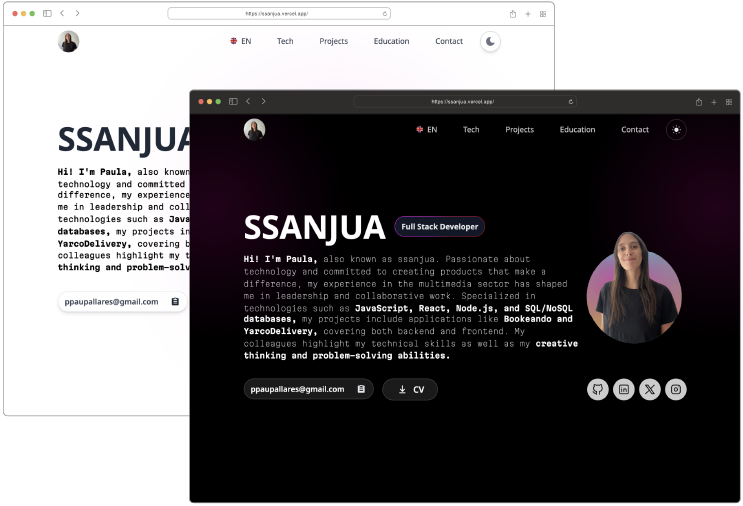 https://ssanjua.vercel.app/
EN Tech Projects Education Contact
SSANJUA
Hi! I'm Paula, also known
technology and committed
difference, my experience
me in leadership and coll
technologies such as Java
databases, my projects in
YarcoDelivery, covering b
colleagues highlight my t
thinking and problem-solv
ppaupallares@gmail.com
https://ssanjua.vercel.app/
EN Tech Projects Education Contact
SSANJUA Full Stack Developer
Hi! I'm Paula, also known as ssanjua. Passionate about
technology and committed to creating products that make a
difference, my experience in the multimedia sector has shaped
me in leadership and collaborative work. Specialized in
technologies such as JavaScript, React, Node.js, and SQL/NoSQL
databases, my projects include applications like Bookeando and
YarcoDelivery, covering both backend and frontend. My
colleagues highlight my technical skills as well as my creative
thinking and problem-solving abilities.
ppaupallares@gmail.com CV